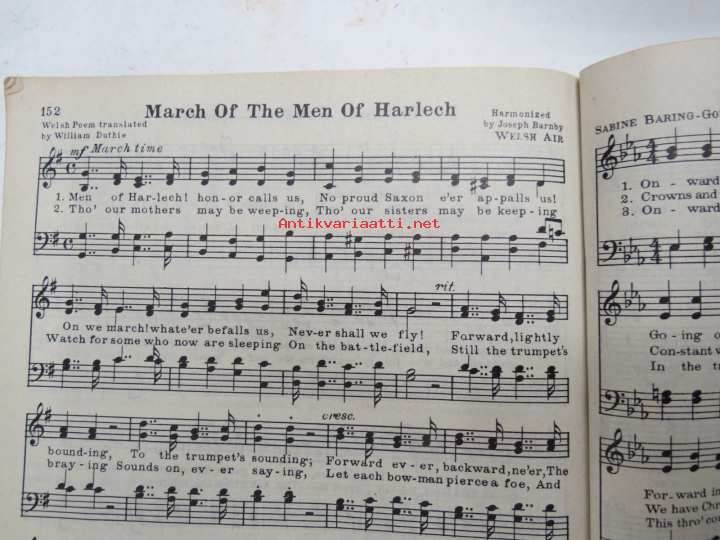 152
March Of The Men Of Harlech
Welsh Poem translated
by William Duthie
Harmonized
by Joseph Barnby
WELSH AIR
mf March time
1. Men of Har-lech! hon-or calls us, No proud Saxon e'er ap-palls us!
2. Tho' our mothers may be weep-ing, Tho' our sisters may be keep-ing
Antikvariaatti.net
rit.
On we march! whate'er befalls us, Nev-er shall we fly! Forward, lightly
Watch for some who now are sleeping On the bat-tle-field, Still the trumpet's
cresc.
bound-ing, To the trumpet's sounding; Forward ev-er, backward, ne'er, The
bray-ing Sounds on, ev-er say-ing, Let each bow-man pierce a foe, And
SABINE BARING-GO
1. On - ward
2. Crowns and
3. On - ward
Go - ing
Con-stant w
In the tr
For-ward in
We have Chr
This thro' cou